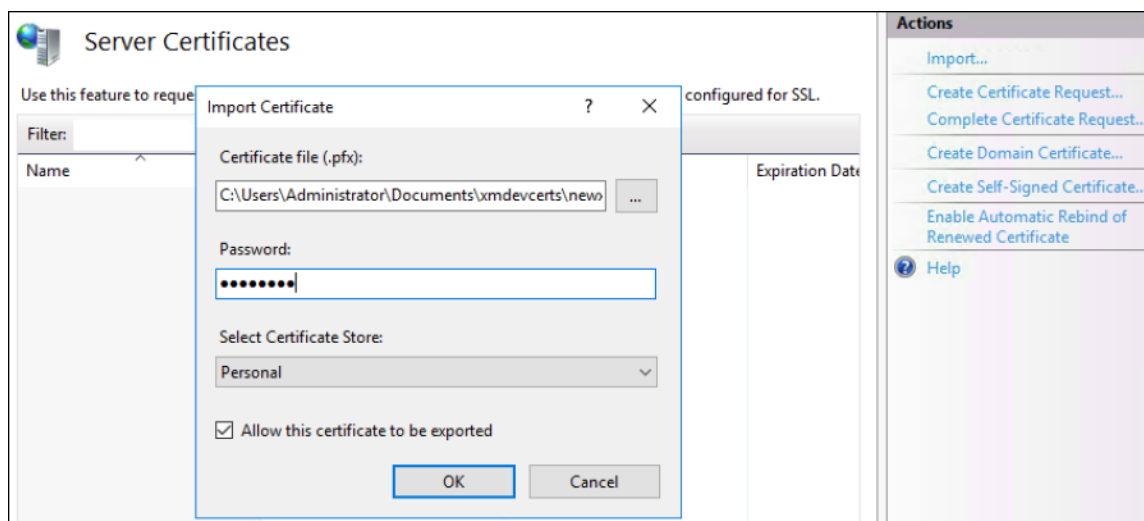 Server Certificates
Use this feature to reque
configured for SSL.
Filter:
Name
Expiration Date
Import Certificate
?
Certificate file (.pfx):
C:\Users\Administrator\Documents\xmdevcerts\new
...
Password:
••••••••
Select Certificate Store:
Personal
Allow this certificate to be exported
OK
Cancel
Actions
Import...
Create Certificate Request...
Complete Certificate Request...
Create Domain Certificate...
Create Self-Signed Certificate...
Enable Automatic Rebind of
Renewed Certificate
Help